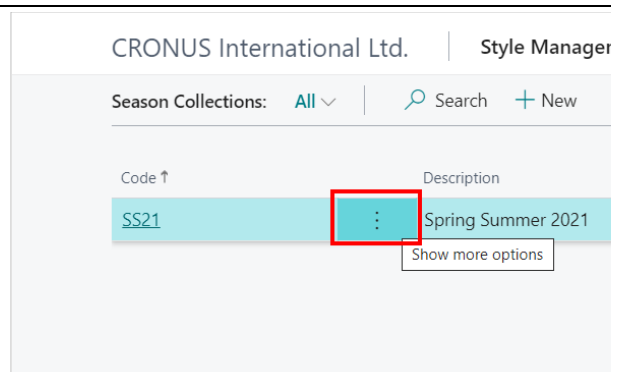 CRONUS International Ltd. Style Manager
Season Collections: All Search + New
Code ↑ Description
SS21 Spring Summer 2021
Show more options